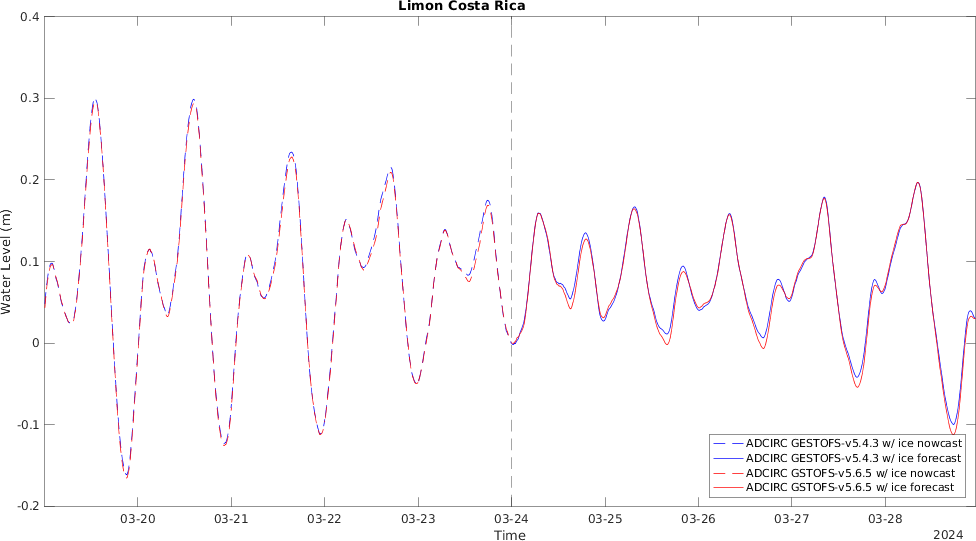 Limon Costa Rica
0.4
0.3
0.2
0.1
0
-0.1
-0.2
Water Level (m)
03-20 03-21 03-22 03-23 03-24 03-25 03-26 03-27 03-28
Time
2024
ADCIRC GESTOFS-v5.4.3 w/ ice nowcast
ADCIRC GESTOFS-v5.4.3 w/ ice forecast
ADCIRC GSTOFS-v5.6.5 w/ ice nowcast
ADCIRC GSTOFS-v5.6.5 w/ ice forecast